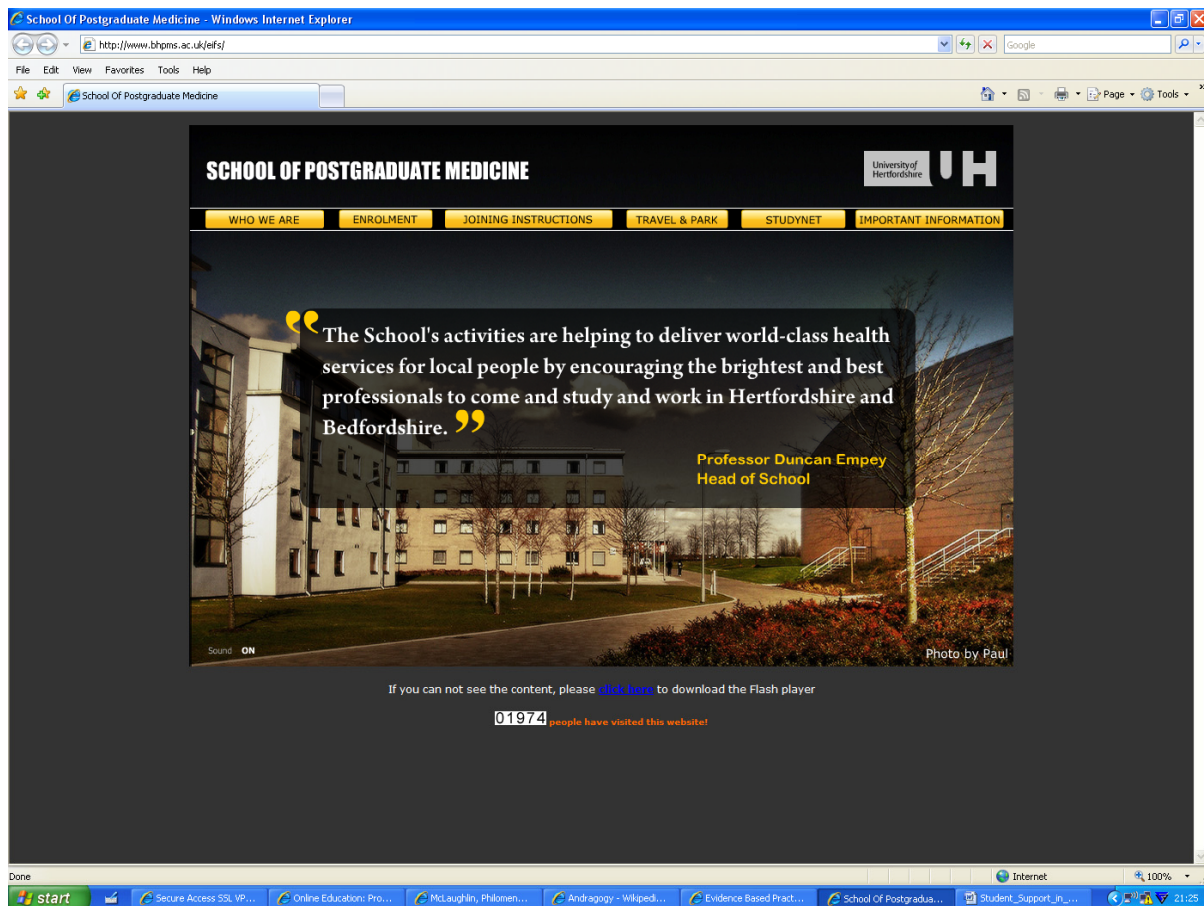 School Of Postgraduate Medicine - Windows Internet Explorer
http://www.bhpms.ac.uk/eifs/
Google
File Edit View Favorites Tools Help
School Of Postgraduate Medicine
Page Tools
SCHOOL OF POSTGRADUATE MEDICINE
University of
Hertfordshire
UH
WHO WE ARE ENROLMENT JOINING INSTRUCTIONS TRAVEL & PARK STUDYNET IMPORTANT INFORMATION
“The School's activities are helping to deliver world-class health
services for local people by encouraging the brightest and best
professionals to come and study and work in Hertfordshire and
Bedfordshire.”
Professor Duncan Empey
Head of School
Sound ON
Photo by Paul
If you can not see the content, please click here to download the Flash player
01974 people have visited this website!
Done
Internet
100%
start
Secure Access SSL VP...
Online Education: Pro...
McLaughlin, Philomen...
Andragogy - Wikipedi...
Evidence Based Pract...
School Of Postgradua...
Student_Support_in_...
21:28